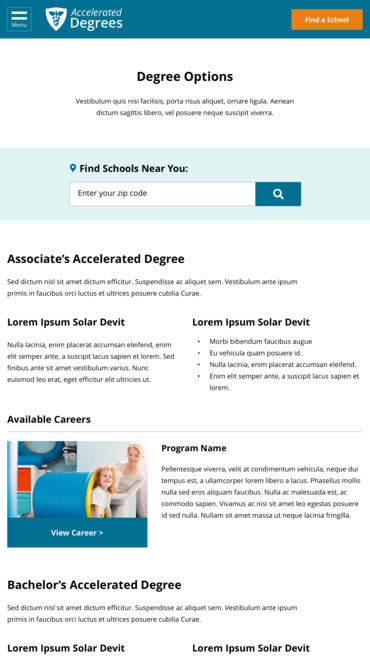 Menu
Accelerated
Degrees
Find a School
Degree Options
Vestibulum quis nisi facilisis, porta risus aliquet, ornare ligula. Aenean
dictum sagittis libero, vel posuere neque suscipit viverra.
Find Schools Near You:
Enter your zip code
Associate's Accelerated Degree
Sed dictum nisl sit amet dictum efficitur. Suspendisse ac aliquet sem. Vestibulum ante ipsum
primis in faucibus orci luctus et ultrices posuere cubilia Curae.
Lorem Ipsum Solar Devit
Nulla lacinia, enim placerat accumsan eleifend, enim
elit semper ante, a suscipit lacus sapien et lorem. Sed
finibus ante sit amet vestibulum varius. Nunc
euismod leo erat, eget efficitur elit ultricies ut.
Lorem Ipsum Solar Devit
• Morbi bibendum faucibus augue
• Eu vehicula quam posuere id.
• Nulla lacinia, enim placerat accumsan eleifend.
• Enim elit semper ante, a suscipit lacus sapien et
lorem.
Available Careers
View Career >
Program Name
Pellentesque viverra, velit at condimentum vehicula, neque dui
tempus est, a ullamcorper lorem libero a lacus. Phasellus mollis
nulla sed eros aliquam faucibus. Nulla ac malesuada est, ac
commodo sapien. Vivamus ac nisi sit amet leo egestas posuere
id sed nulla. Nullam sit amet massa ut neque lacinia fringilla.
Bachelor's Accelerated Degree
Sed dictum nisl sit amet dictum efficitur. Suspendisse ac aliquet sem. Vestibulum ante ipsum
primis in faucibus orci luctus et ultrices posuere cubilia Curae.
Lorem Ipsum Solar Devit
Lorem Ipsum Solar Devit